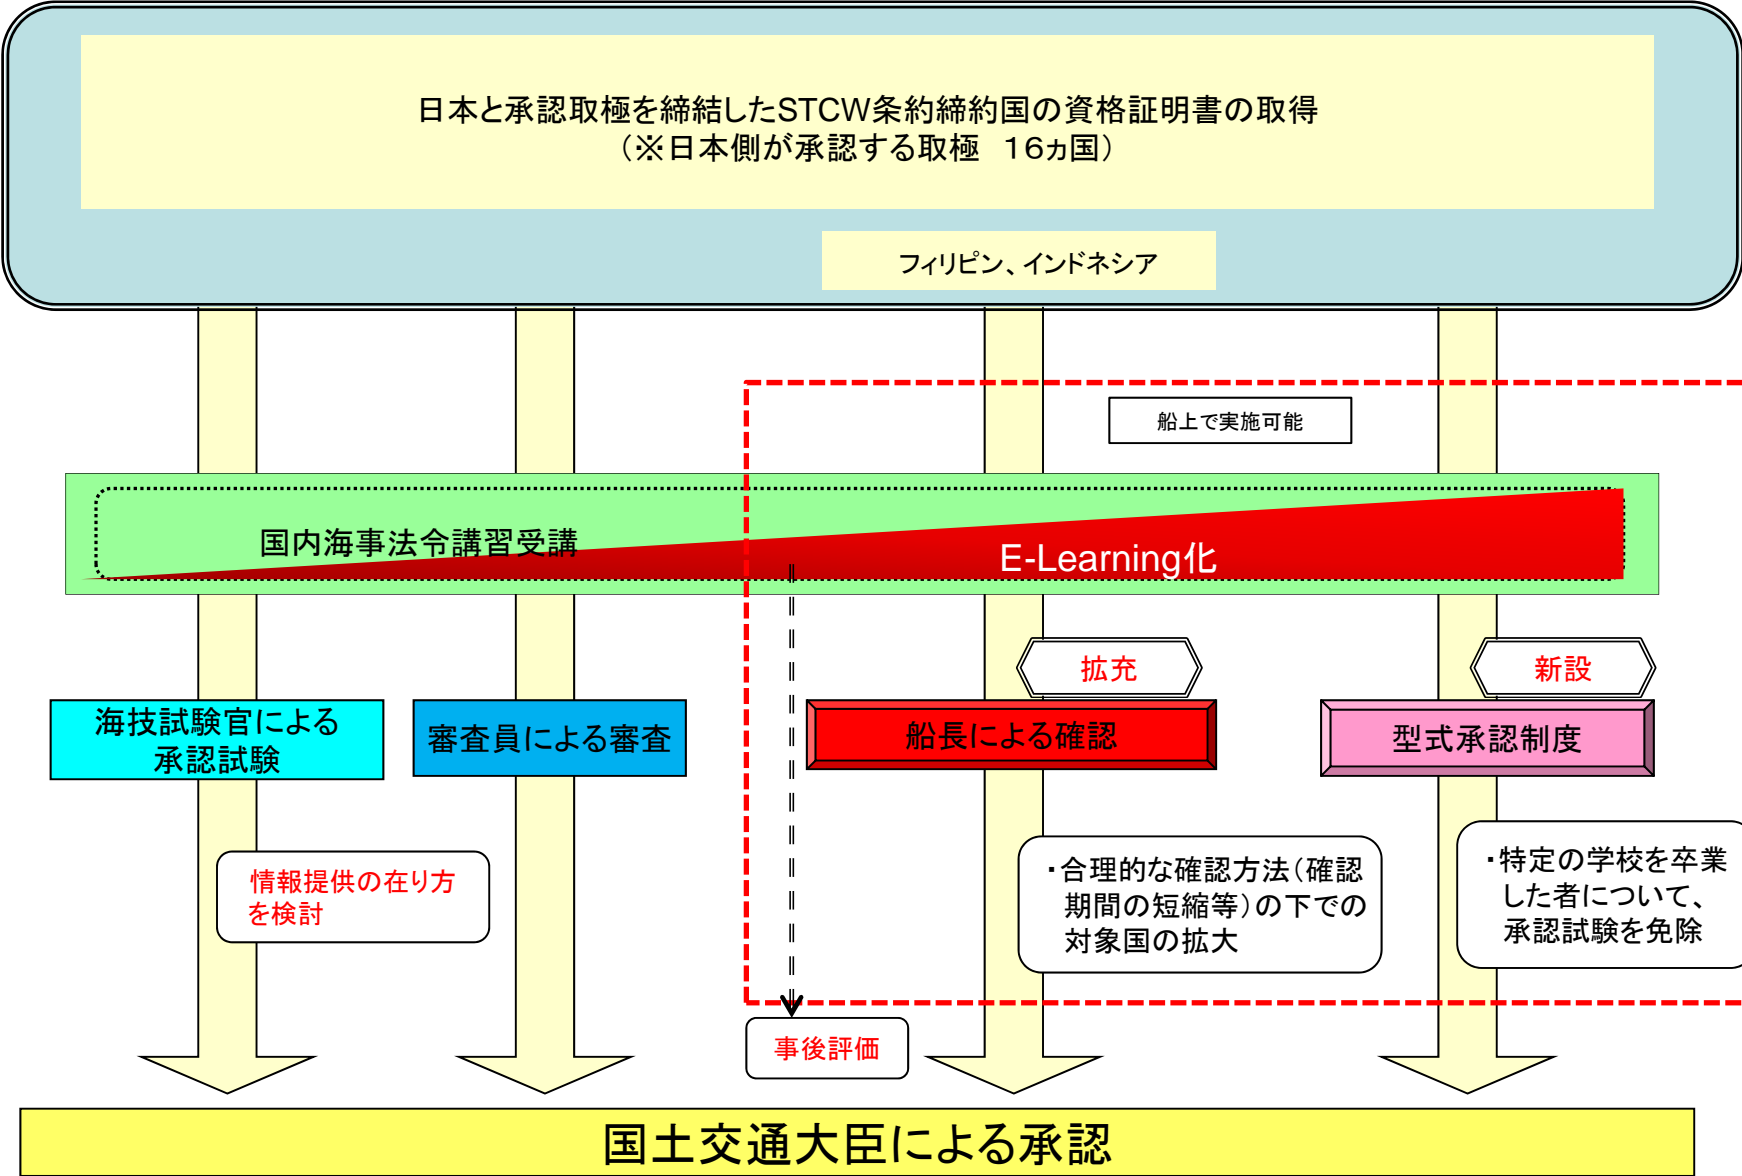 日本と承認取極を締結したSTCW条約締約国の資格証明書の取得
（※日本側が承認する取極　１６ヵ国）
フィリピン、インドネシア
船上で実施可能
国内海事法令講習受講
E-Learning化
拡充
新設
海技試験官による
承認試験
審査員による審査
船長による確認
型式承認制度
情報提供の在り方
を検討
・合理的な確認方法（確認
期間の短縮等）の下での
対象国の拡大
・特定の学校を卒業
した者について、
承認試験を免除
事後評価
国土交通大臣による承認